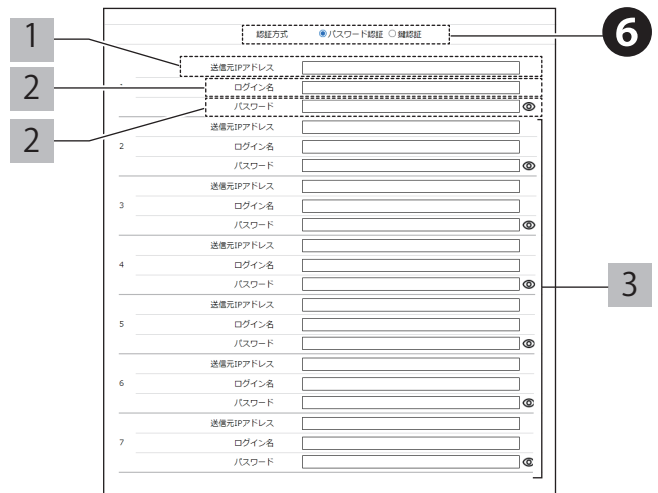 認証方式 パスワード認証 鍵認証
6
1
送信元IPアドレス
2
1 ログイン名
2
パスワード
送信元IPアドレス
2 ログイン名
パスワード
送信元IPアドレス
3 ログイン名
パスワード
送信元IPアドレス
4 ログイン名
パスワード
3
送信元IPアドレス
5 ログイン名
パスワード
送信元IPアドレス
6 ログイン名
パスワード
送信元IPアドレス
7 ログイン名
パスワード